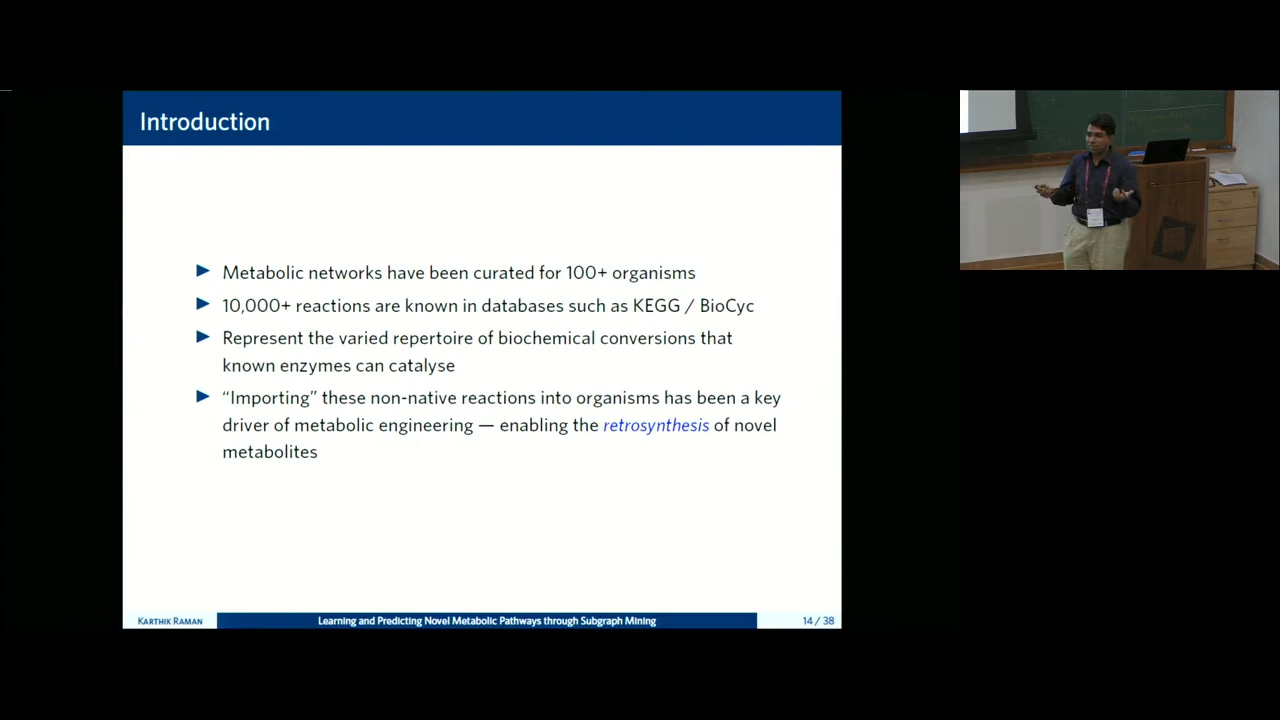 Introduction
► Metabolic networks have been curated for 100+ organisms
► 10,000+ reactions are known in databases such as KEGG / BioCyc
► Represent the varied repertoire of biochemical conversions that
known enzymes can catalyse
► “Importing” these non-native reactions into organisms has been a key
driver of metabolic engineering — enabling the retrosynthesis of novel
metabolites
KARTHIK RAMAN
Learning and Predicting Novel Metabolic Pathways through Subgraph Mining
14 / 38